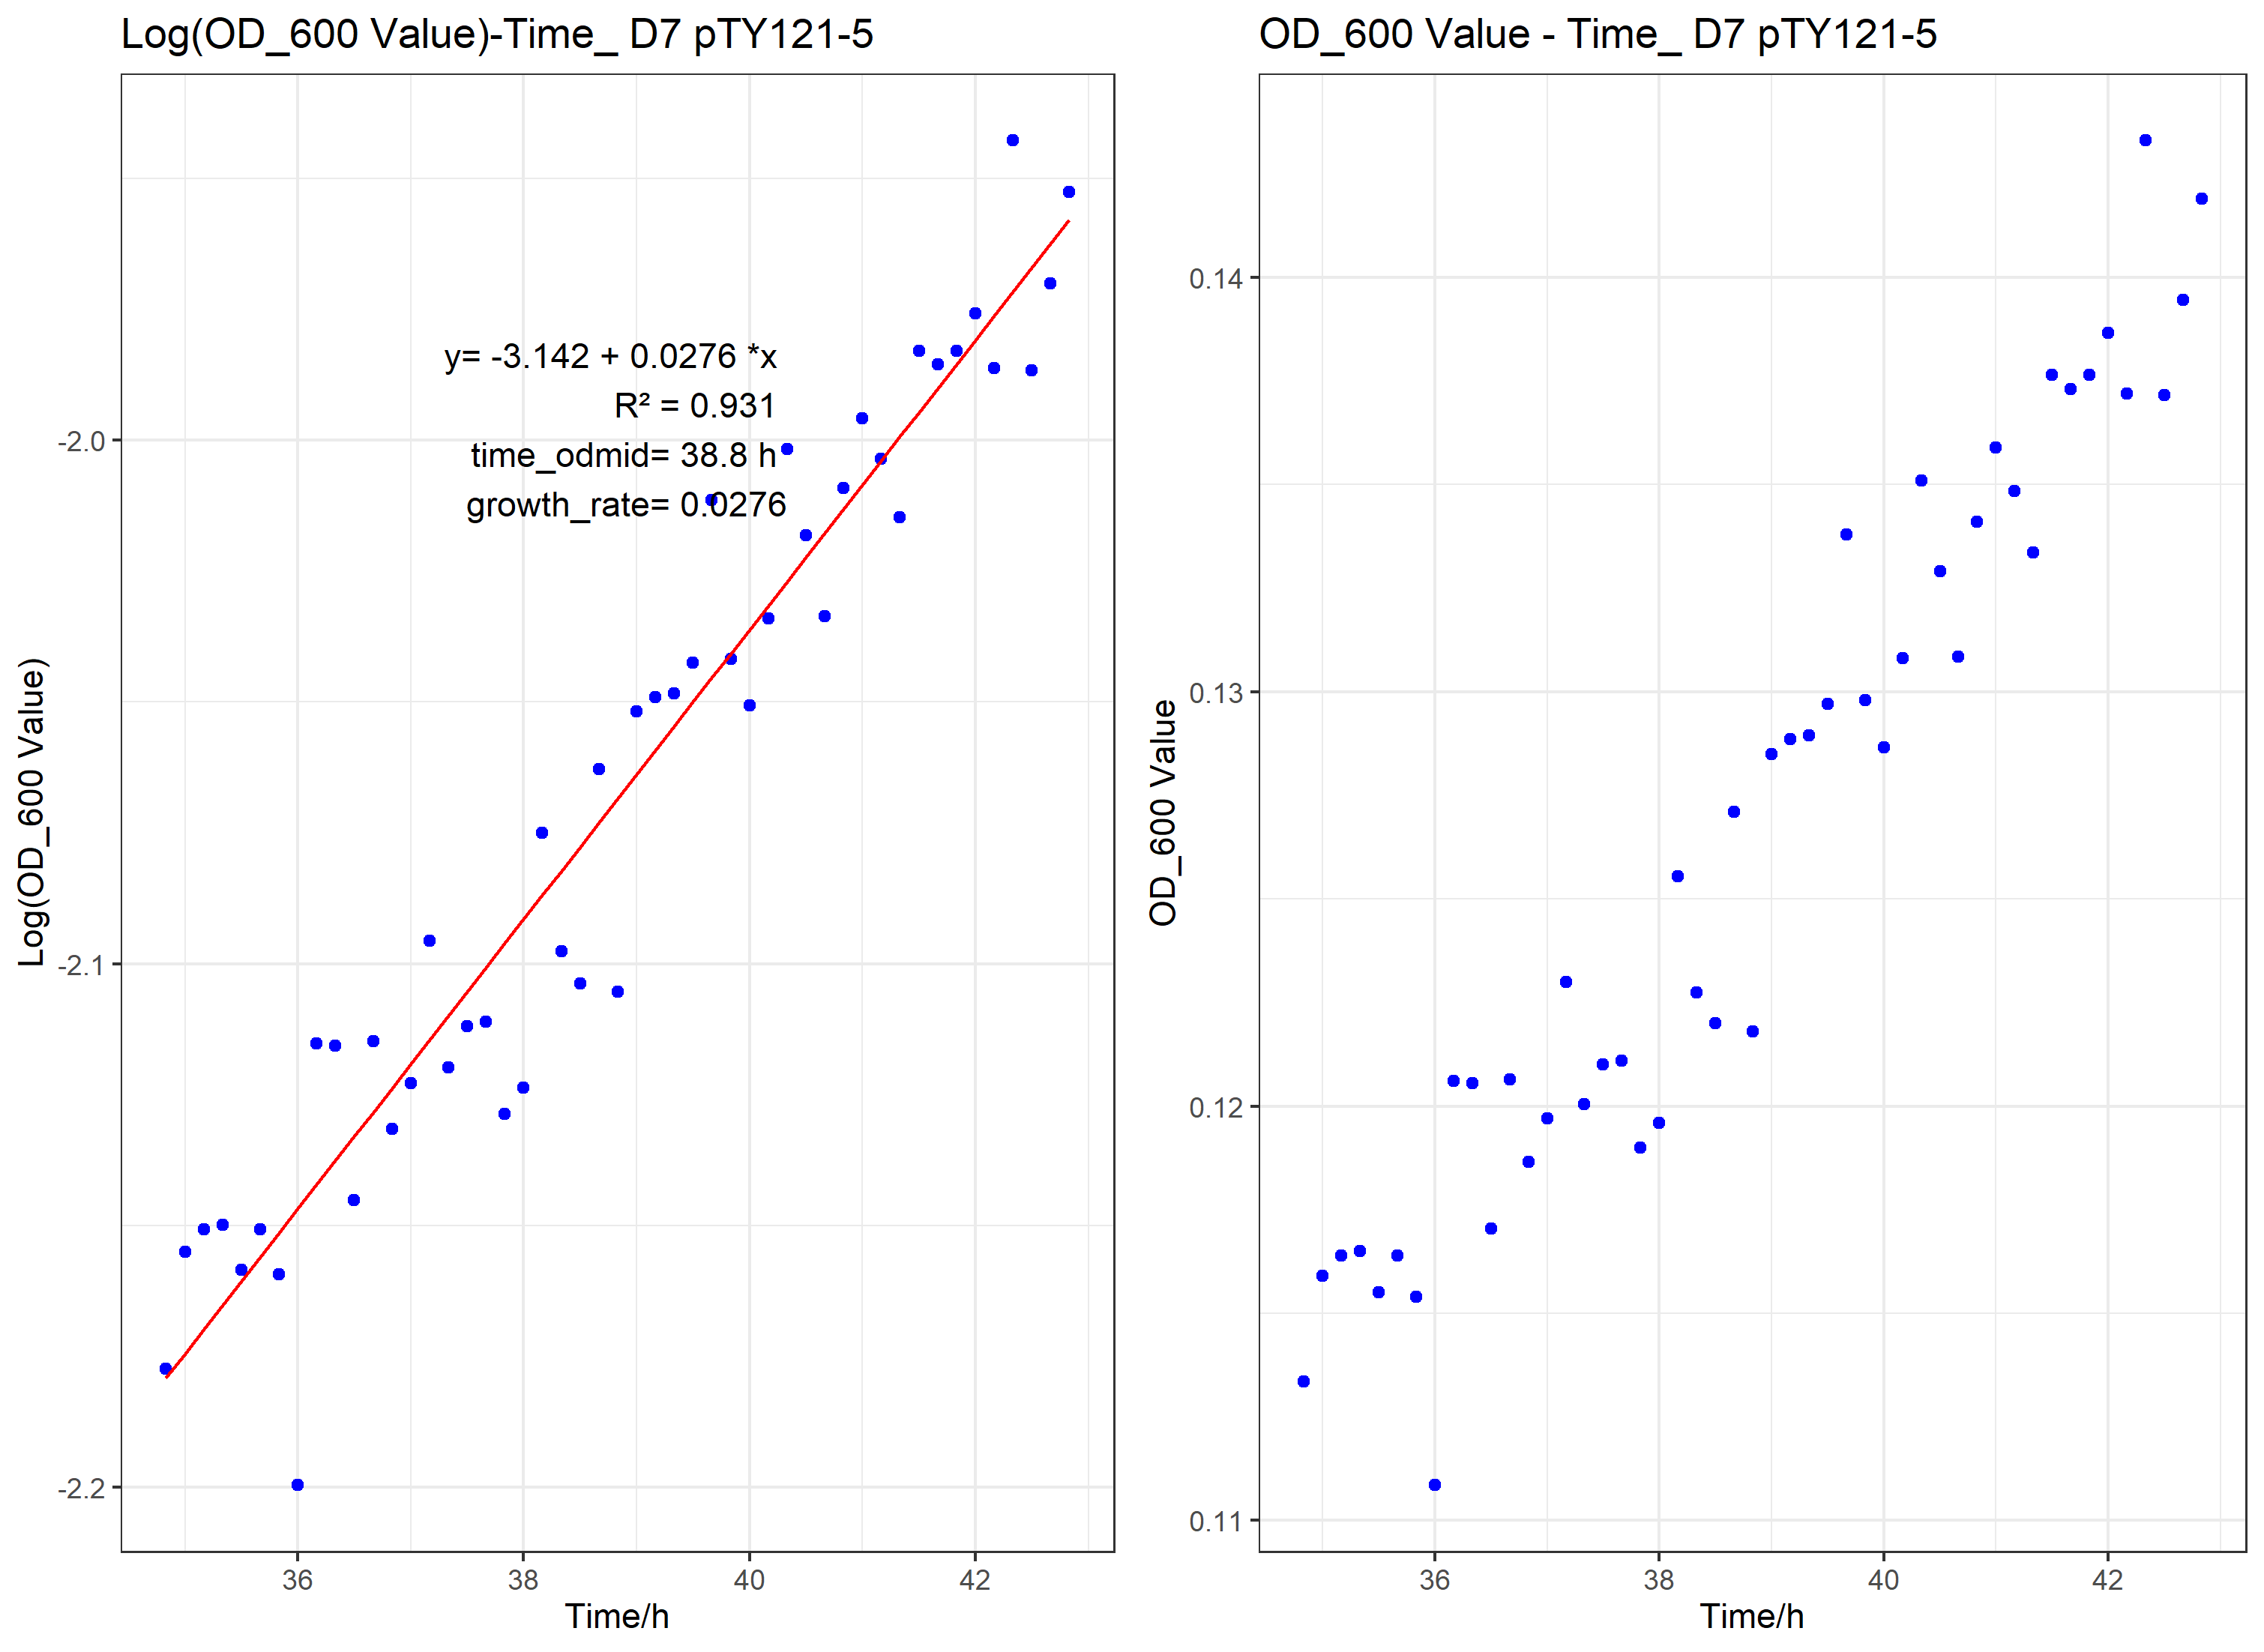 Log(OD_600 Value)-Time_ D7 pTY121-5
y= -3.142 + 0.0276 *x
R² = 0.931
time_odmid= 38.8 h
growth_rate= 0.0276
Log(OD_600 Value)
-2.0
-2.1
-2.2
36 38 40 42
Time/h
OD_600 Value - Time_ D7 pTY121-5
OD_600 Value
0.14
0.13
0.12
0.11
36 38 40 42
Time/h